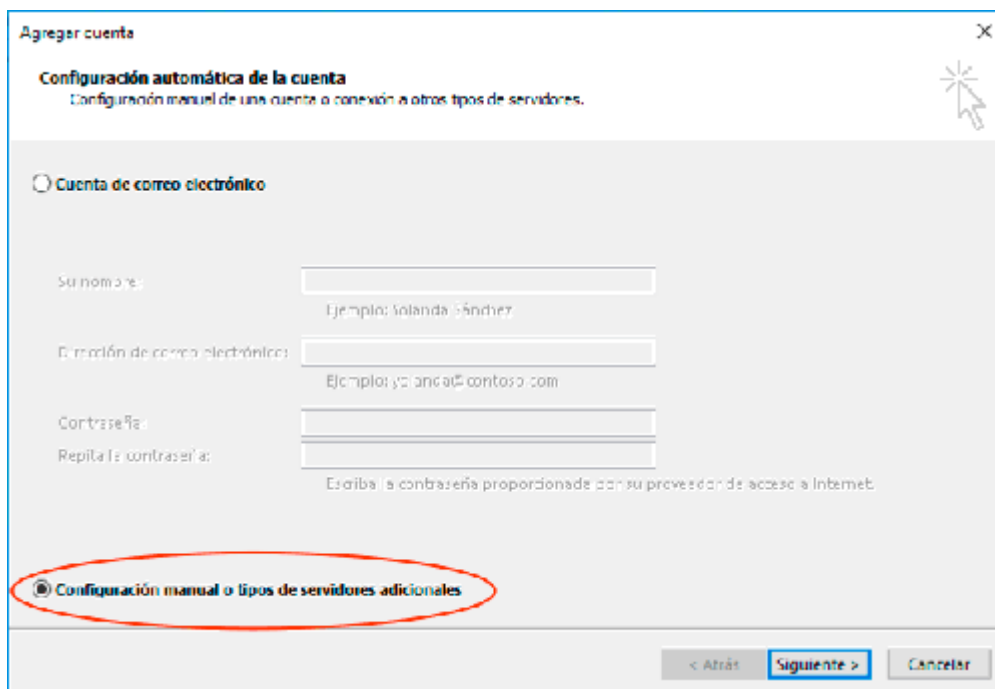 Agregar cuenta
Configuración automática de la cuenta
Configuración manual de una cuenta o conexión a otros tipos de servidores.
Cuenta de correo electrónico
Su nombre:
Ejemplo: Yolanda Sánchez
Dirección de correo electrónico:
Ejemplo: yolanda@contoso.com
Contraseña:
Repita la contraseña:
Escriba la contraseña proporcionada por su proveedor de acceso a Internet.
Configuración manual o tipos de servidores adicionales
< Atrás Siguiente > Cancelar